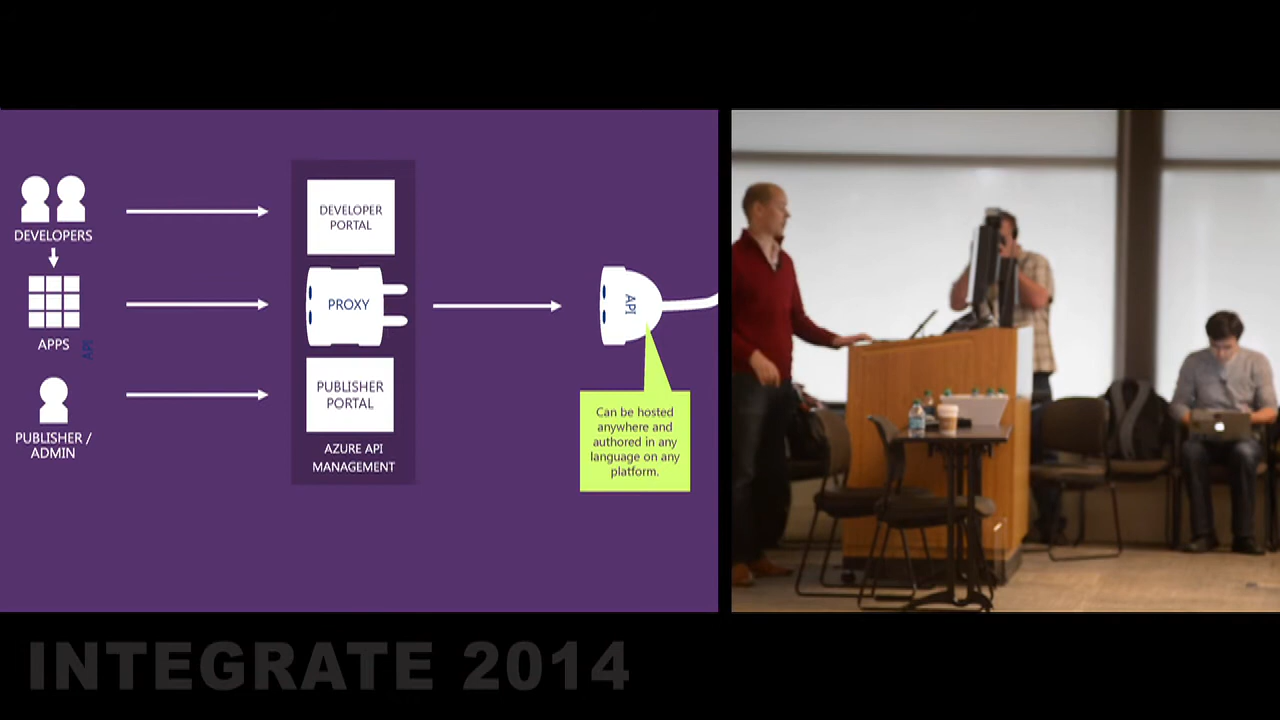 DEVELOPERS
APPS
API
PUBLISHER /
ADMIN
DEVELOPER
PORTAL
PROXY
PUBLISHER
PORTAL
AZURE API
MANAGEMENT
API
Can be hosted
anywhere and
authored in any
language on any
platform.
INTEGRATE 2014